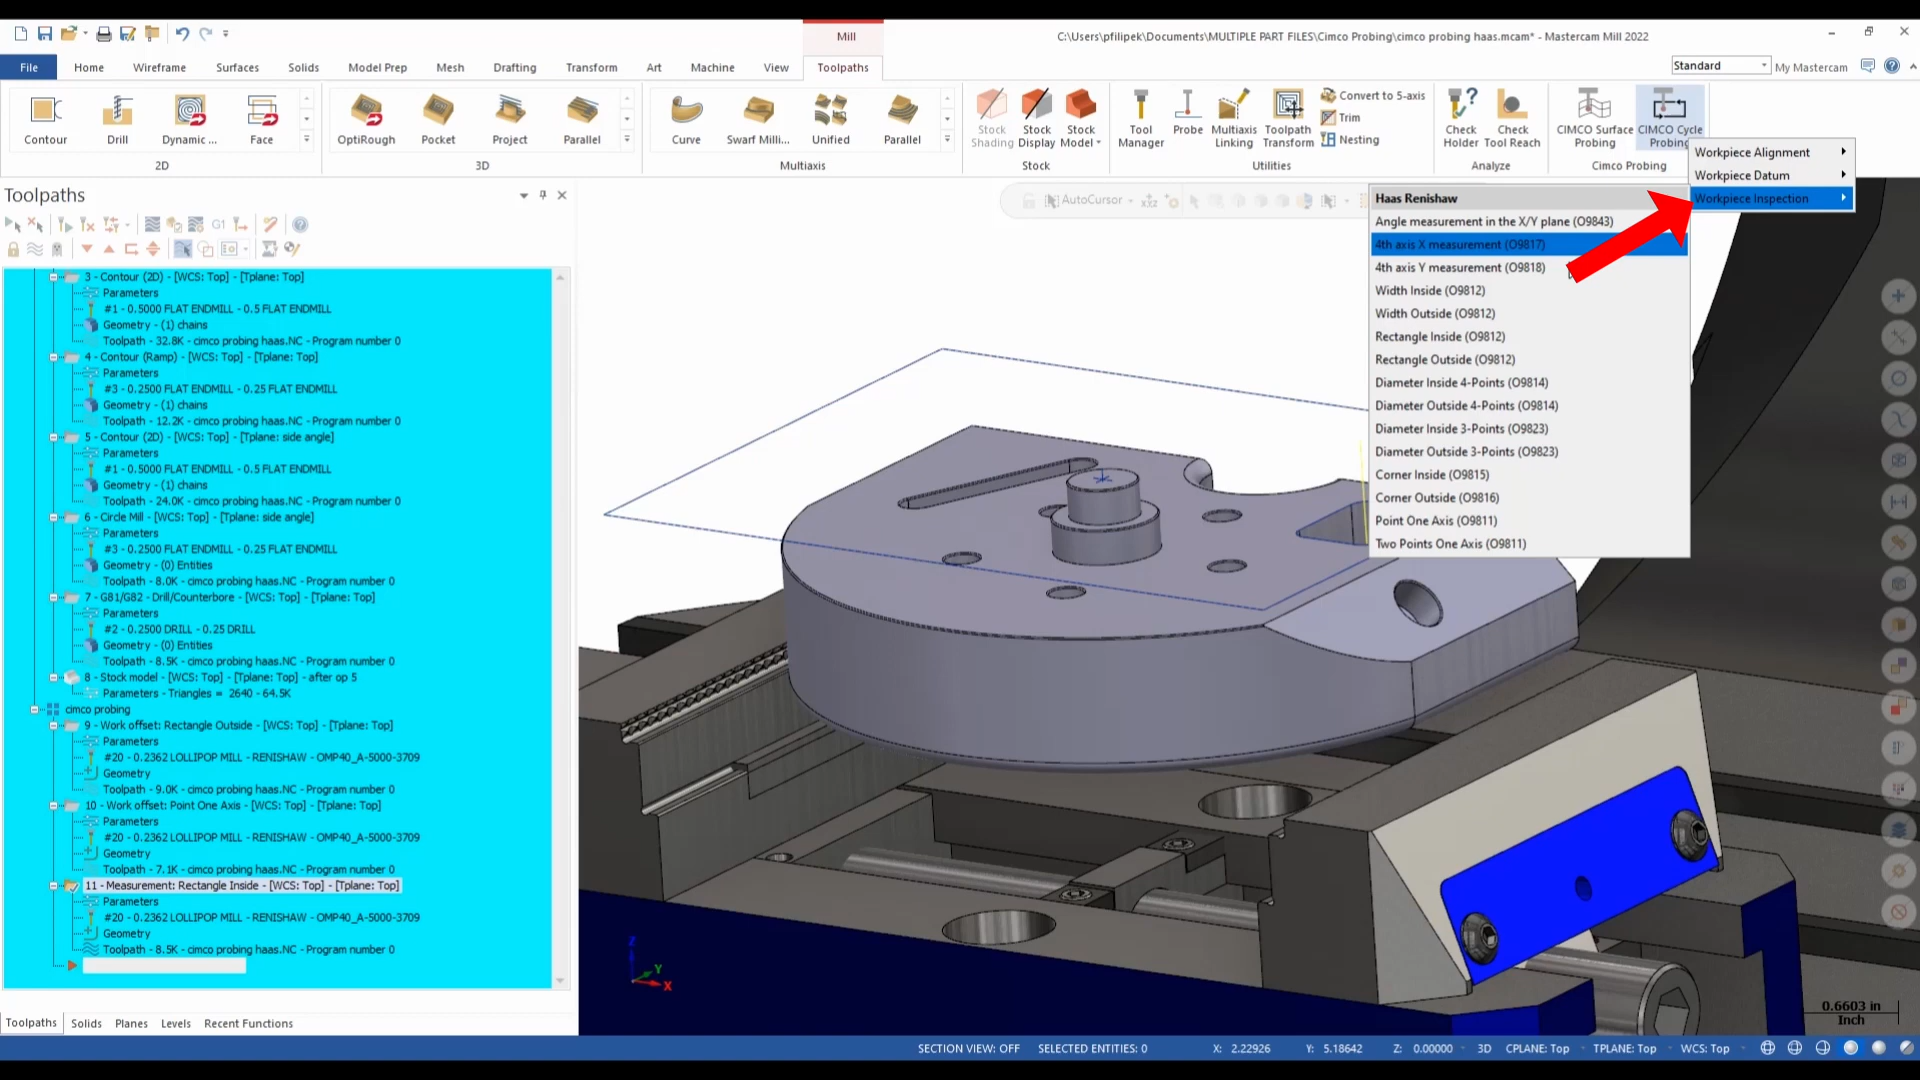 Mill
C:\Users\pfilipek\Documents\MULTIPLE PART FILES\Cimco Probing\cimco probing haas.mcam* - Mastercam Mill 2022
File
Home
Wireframe
Surfaces
Solids
Model Prep
Mesh
Drafting
Transform
Art
Machine
View
Toolpaths
Standard
My Mastercam
Contour
Drill
Dynamic ...
Face
2D
OptiRough
Pocket
Project
Parallel
3D
Curve
Swarf Milli...
Unified
Parallel
Multiaxis
Stock
Shading
Stock
Display
Stock
Model
Stock
Tool
Manager
Probe
Multiaxis
Linking
Toolpath
Transform
Convert to 5-axis
Trim
Nesting
Utilities
Check
Holder
Check
Tool Reach
Analyze
CIMCO Surface
Probing
CIMCO Cycle
Probing
Cimco Probing
Workpiece Alignment
Workpiece Datum
Workpiece Inspection
Haas Renishaw
Angle measurement in the X/Y plane (O9843)
4th axis X measurement (O9817)
4th axis Y measurement (O9818)
Width Inside (O9812)
Width Outside (O9812)
Rectangle Inside (O9812)
Rectangle Outside (O9812)
Diameter Inside 4-Points (O9814)
Diameter Outside 4-Points (O9814)
Diameter Inside 3-Points (O9823)
Diameter Outside 3-Points (O9823)
Corner Inside (O9815)
Corner Outside (O9816)
Point One Axis (O9811)
Two Points One Axis (O9811)
AutoCursor
Toolpaths
G1
3 - Contour (2D) - [WCS: Top] - [Tplane: Top]
Parameters
#1 - 0.5000 FLAT ENDMILL - 0.5 FLAT ENDMILL
Geometry - (1) chains
Toolpath - 32.8K - cimco probing haas.NC - Program number 0
4 - Contour (Ramp) - [WCS: Top] - [Tplane: Top]
Parameters
#3 - 0.2500 FLAT ENDMILL - 0.25 FLAT ENDMILL
Geometry - (1) chains
Toolpath - 12.2K - cimco probing haas.NC - Program number 0
5 - Contour (2D) - [WCS: Top] - [Tplane: side angle]
Parameters
#1 - 0.5000 FLAT ENDMILL - 0.5 FLAT ENDMILL
Geometry - (1) chains
Toolpath - 24.0K - cimco probing haas.NC - Program number 0
6 - Circle Mill - [WCS: Top] - [Tplane: side angle]
Parameters
#3 - 0.2500 FLAT ENDMILL - 0.25 FLAT ENDMILL
Geometry - (0) Entities
Toolpath - 8.0K - cimco probing haas.NC - Program number 0
7 - G81/G82 - Drill/Counterbore - [WCS: Top] - [Tplane: Top]
Parameters
#2 - 0.2500 DRILL - 0.25 DRILL
Geometry - (0) Entities
Toolpath - 8.5K - cimco probing haas.NC - Program number 0
8 - Stock model - [WCS: Top] - [Tplane: Top] - after op 5
Parameters - Triangles = 2640 - 64.5K
cimco probing
9 - Work offset: Rectangle Outside - [WCS: Top] - [Tplane: Top]
Parameters
#20 - 0.2362 LOLLIPOP MILL - RENISHAW - OMP40_A-5000-3709
Geometry
Toolpath - 9.0K - cimco probing haas.NC - Program number 0
10 - Work offset: Point One Axis - [WCS: Top] - [Tplane: Top]
Parameters
#20 - 0.2362 LOLLIPOP MILL - RENISHAW - OMP40_A-5000-3709
Geometry
Toolpath - 7.1K - cimco probing haas.NC - Program number 0
11 - Measurement: Rectangle Inside - [WCS: Top] - [Tplane: Top]
Parameters
#20 - 0.2362 LOLLIPOP MILL - RENISHAW - OMP40_A-5000-3709
Geometry
Toolpath - 8.5K - cimco probing haas.NC - Program number 0
Z
Y
X
0.6603 in
Inch
Toolpaths
Solids
Planes
Levels
Recent Functions
SECTION VIEW: OFF
SELECTED ENTITIES: 0
X: 2.22926
Y: 5.18642
Z: 0.00000
3D
CPLANE: Top
TPLANE: Top
WCS: Top